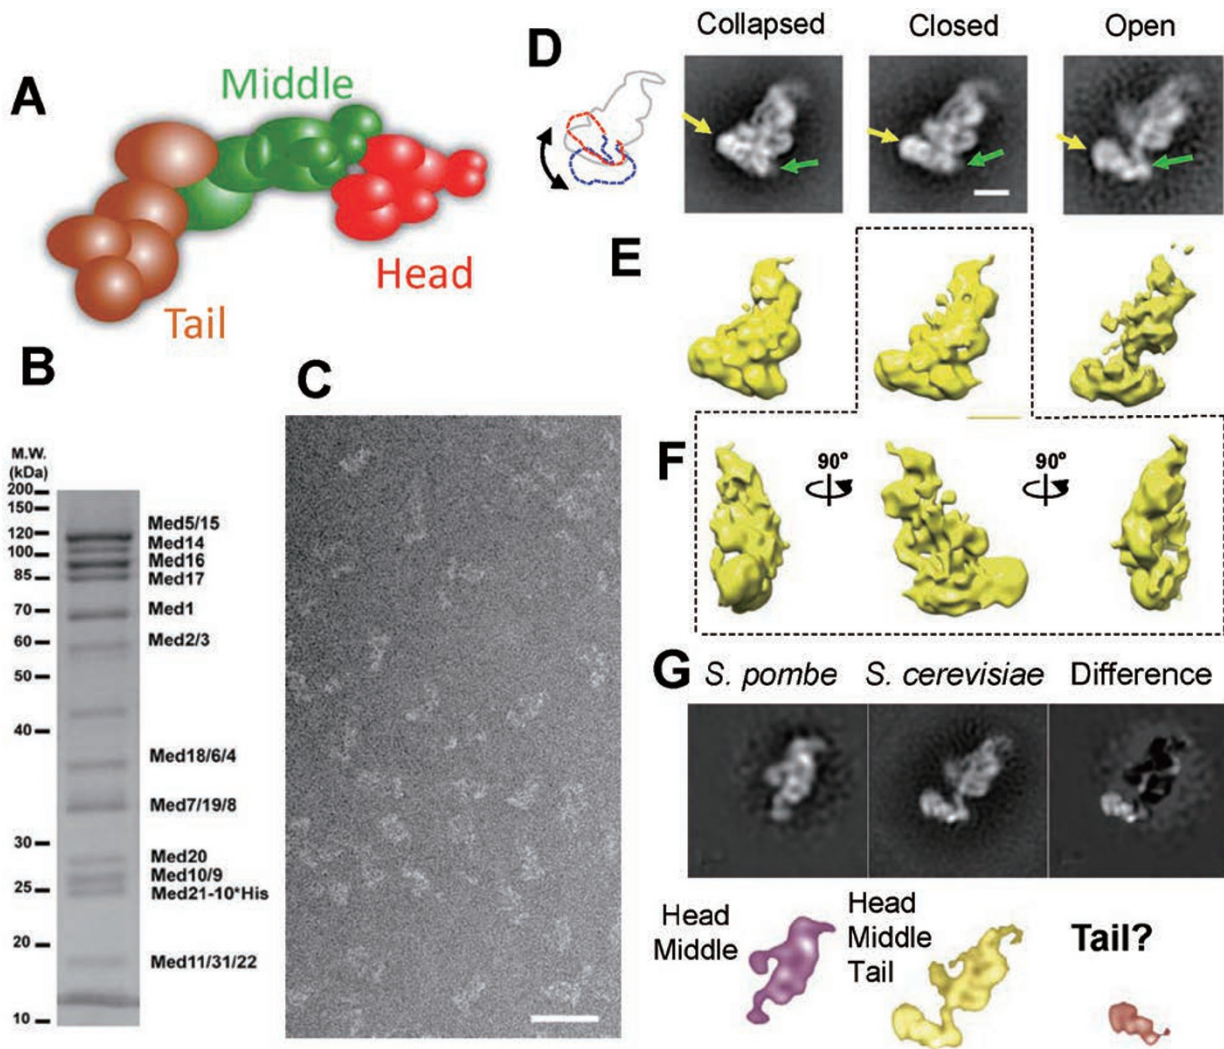 A
Middle
Head
Tail
B
M.W.
(kDa)
200
150
120
100
85
70
60
50
40
30
25
20
10
Med5/15
Med14
Med16
Med17
Med1
Med2/3
Med18/6/4
Med7/19/8
Med20
Med10/9
Med21-10*His
Med11/31/22
C
D
Collapsed
Closed
Open
E
F
90°
90°
G
S. pombe
S. cerevisiae
Difference
Head
Middle
Head
Middle
Tail
Tail?